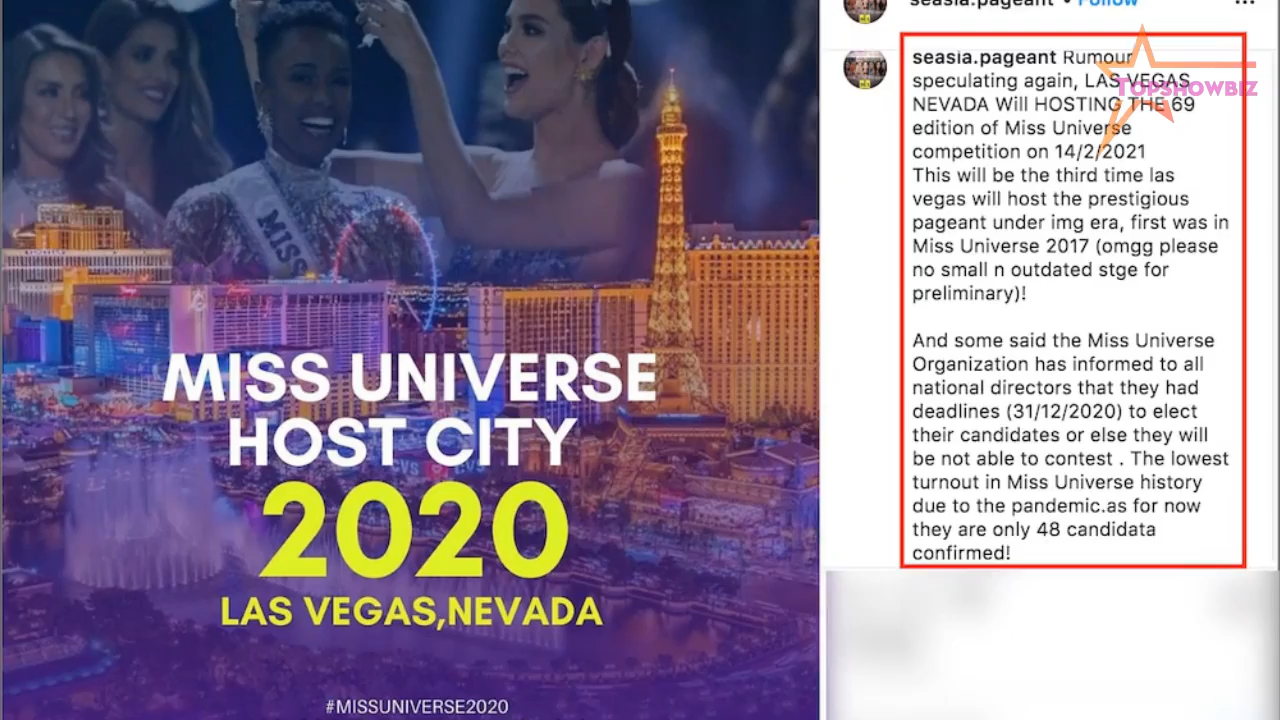 MISS
MISS UNIVERSE
HOST CITY
CVS
2020
LAS VEGAS,NEVADA
#MISSUNIVERSE2020
seasia.pageant • Follow ...
TOPSHOWBIZ
seasia.pageant Rumour
speculating again, LAS VEGAS
NEVADA Will HOSTING THE 69
edition of Miss Universe
competition on 14/2/2021
This will be the third time las
vegas will host the prestigious
pageant under img era, first was in
Miss Universe 2017 (omgg please
no small n outdated stge for
preliminary)!
And some said the Miss Universe
Organization has informed to all
national directors that they had
deadlines (31/12/2020) to elect
their candidates or else they will
be not able to contest . The lowest
turnout in Miss Universe history
due to the pandemic.as for now
they are only 48 candidata
confirmed!